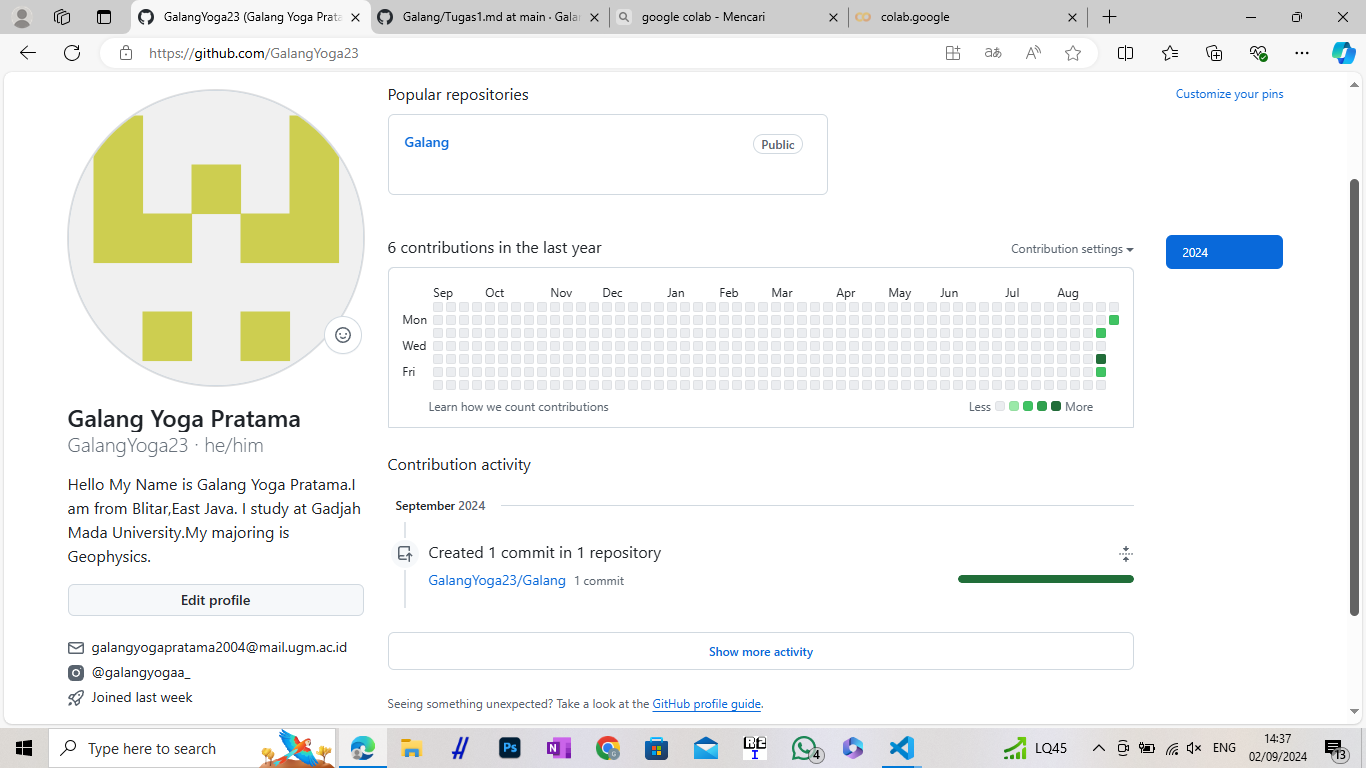 GalangYoga23 (Galang Yoga Prata
Galang/Tugas1.md at main · Gala
google colab - Mencari
colab.google
https://github.com/GalangYoga23
Popular repositories
Customize your pins
Galang
Public
6 contributions in the last year
Contribution settings
2024
Sep Oct Nov Dec Jan Feb Mar Apr May Jun Jul Aug
Mon
Wed
Fri
Learn how we count contributions
Less
More
Galang Yoga Pratama
GalangYoga23 · he/him
Hello My Name is Galang Yoga Pratama.I
am from Blitar,East Java. I study at Gadjah
Mada University.My majoring is
Geophysics.
Edit profile
galangyogapratama2004@mail.ugm.ac.id
@galangyogaa_
Joined last week
Contribution activity
September 2024
Created 1 commit in 1 repository
GalangYoga23/Galang 1 commit
Show more activity
Seeing something unexpected? Take a look at the GitHub profile guide.
Type here to search
Ps
N
4
LQ45
ENG
14:37
02/09/2024
13